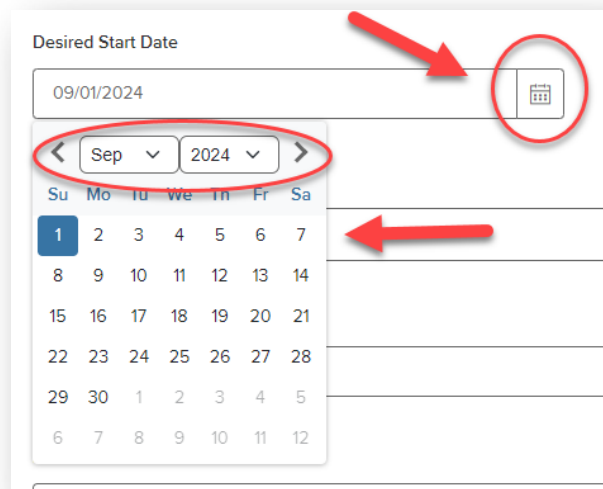 Desired Start Date
09/01/2024
Sep 2024
Su Mo Tu We Th Fr Sa
1 2 3 4 5 6 7
8 9 10 11 12 13 14
15 16 17 18 19 20 21
22 23 24 25 26 27 28
29 30 1 2 3 4 5
6 7 8 9 10 11 12